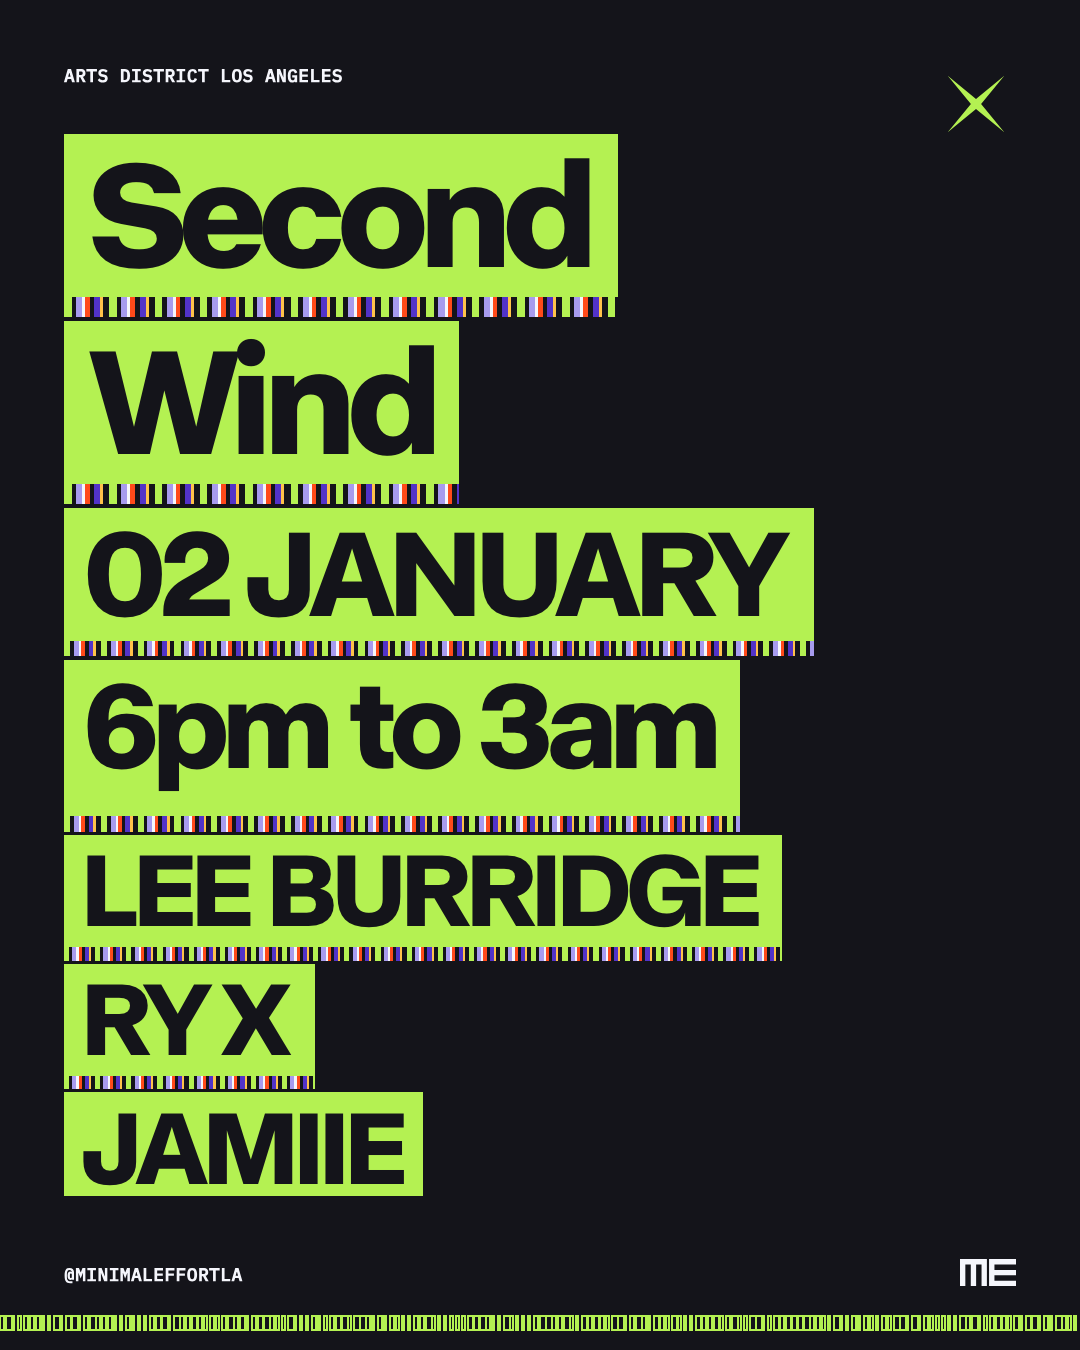 ARTS DISTRICT LOS ANGELES
Second
Wind
02 JANUARY
6pm to 3am
LEE BURRIDGE
RY X
JAMIIE
@MINIMALEFFORTLA
ME